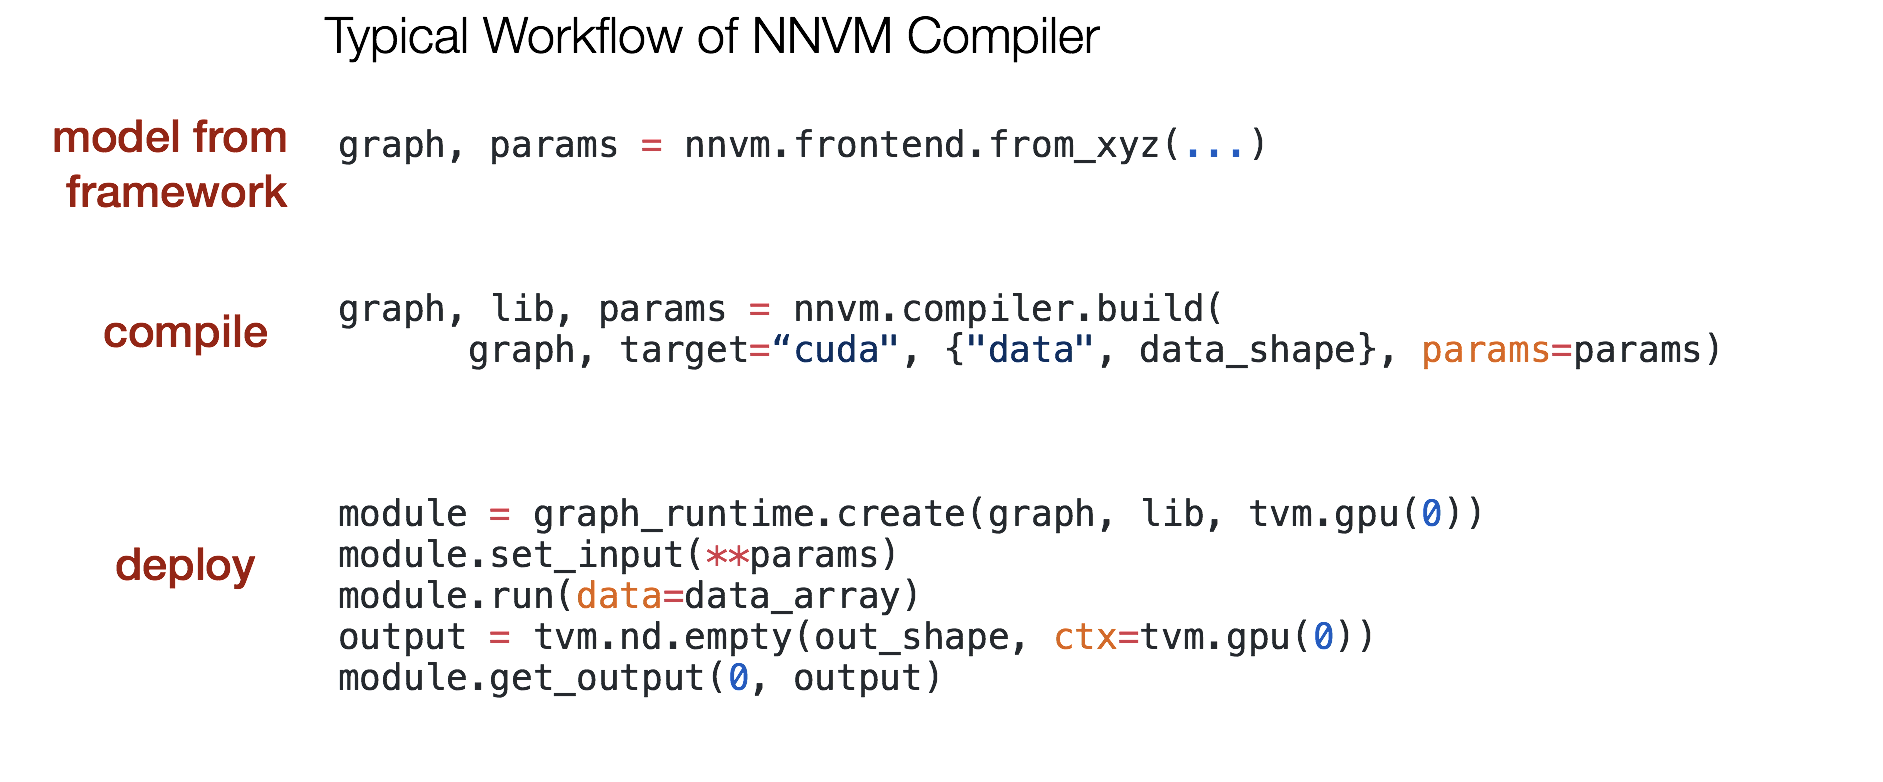 Typical Workflow of NNVM Compiler
model from
framework
graph, params = nnvm.frontend.from_xyz(...)
compile
graph, lib, params = nnvm.compiler.build(
graph, target=“cuda", {"data", data_shape}, params=params)
deploy
module = graph_runtime.create(graph, lib, tvm.gpu(0))
module.set_input(**params)
module.run(data=data_array)
output = tvm.nd.empty(out_shape, ctx=tvm.gpu(0))
module.get_output(0, output)